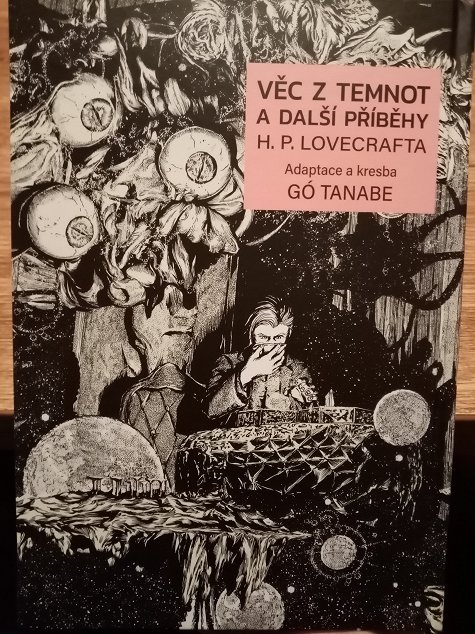 VĚC Z TEMNOT
A DALŠÍ PŘÍBĚHY
H. P. LOVECRAFTA
Adaptace a kresba
GÓ TANABE